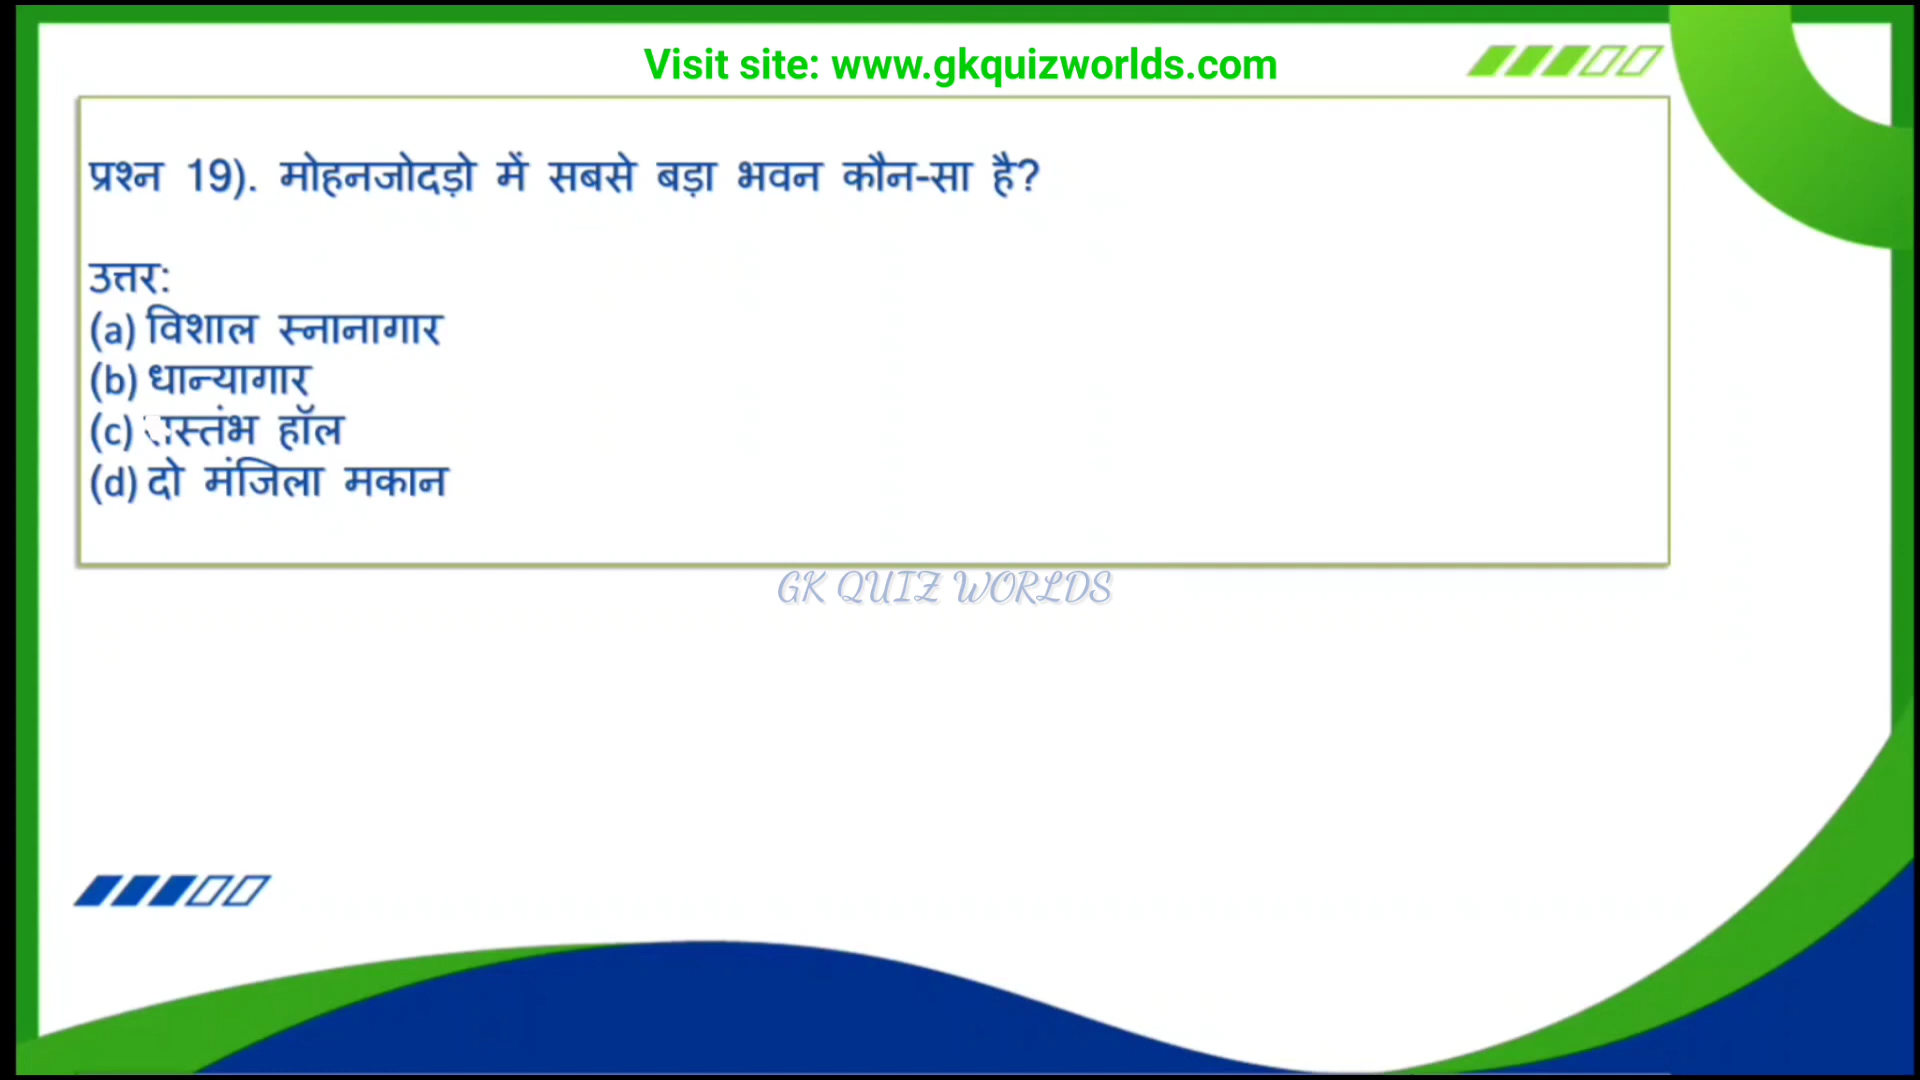 Visit site: www.gkquizworlds.com
प्रश्न 19). मोहनजोदड़ो में सबसे बड़ा भवन कौन-सा है?
उत्तर:
(a) विशाल स्नानागार
(b) धान्यागार
(c) हॉल
(d) दो मंजिला मकान
GK QUIZ WORLDS